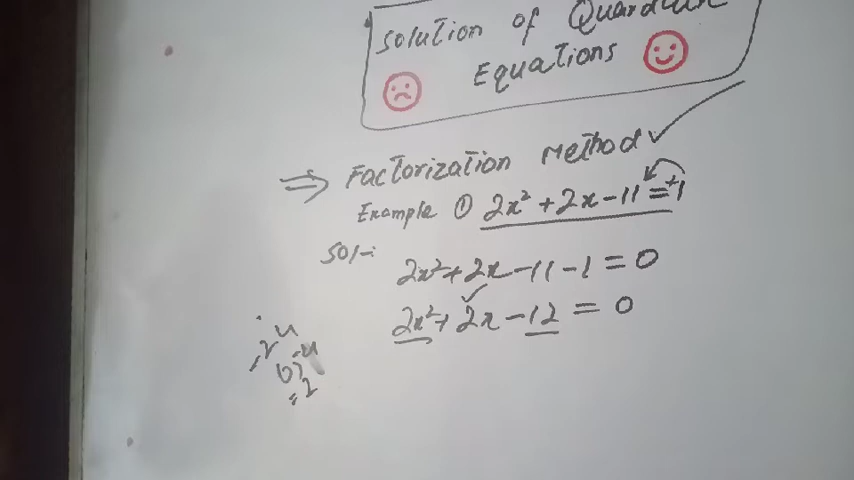 Solution of
Equations
⇒ Factorization Method ✓
Example ① 2x² + 2x - 11 = +1
Sol:-
2x² + 2x - 11 - 1 = 0
2x² + 2x - 12 = 0